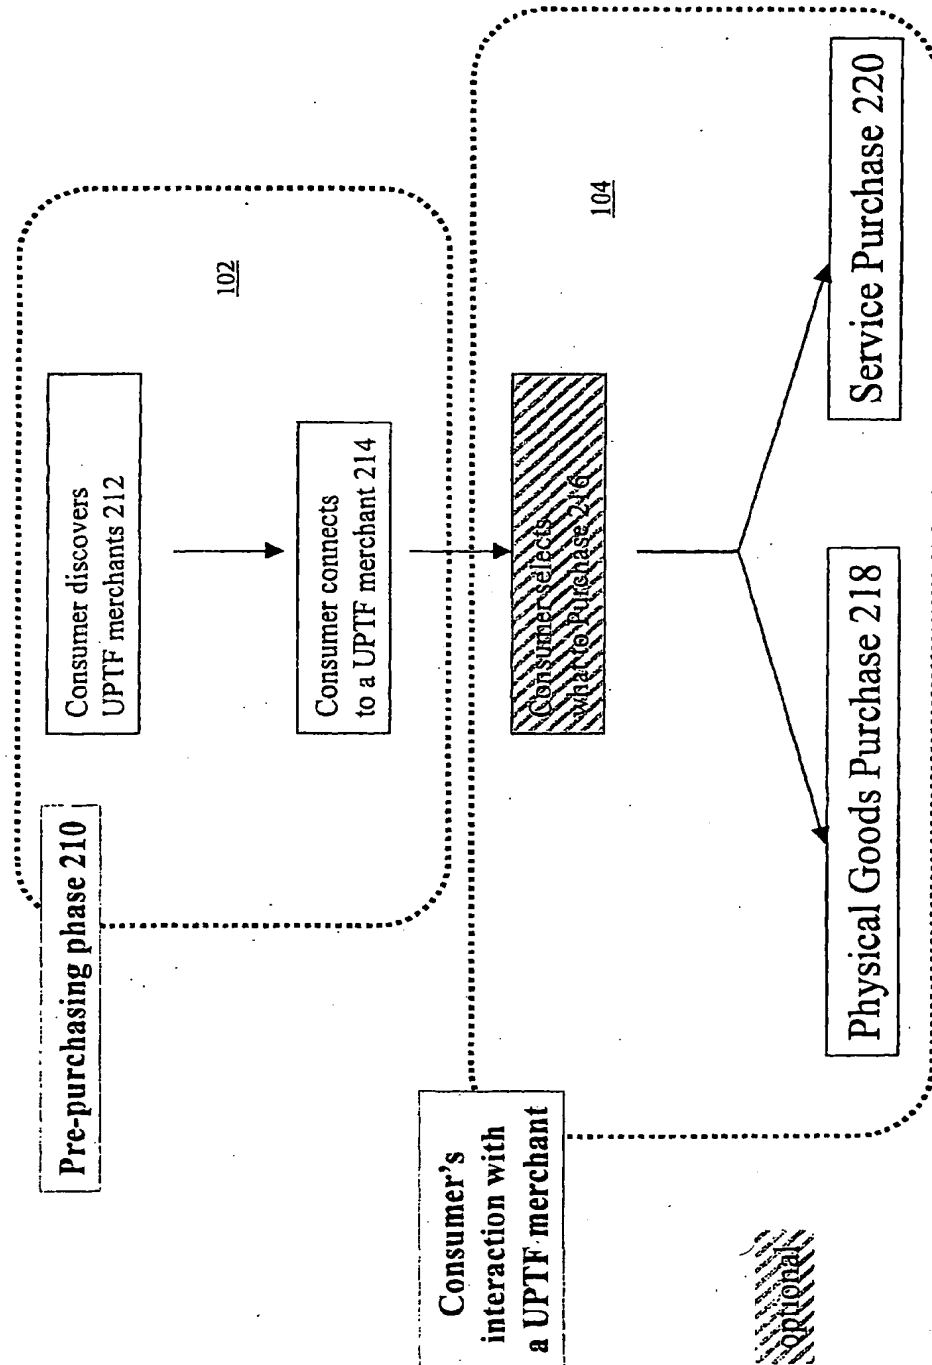 Pre-purchasing phase 210
Consumer discovers
UPTF merchants 212
102
Consumer connects
to a UPTF merchant 214
Consumer's
interaction with
a UPTF merchant
Consumer selects
what to Purchase 216
104
Physical Goods Purchase 218
Service Purchase 220
optional